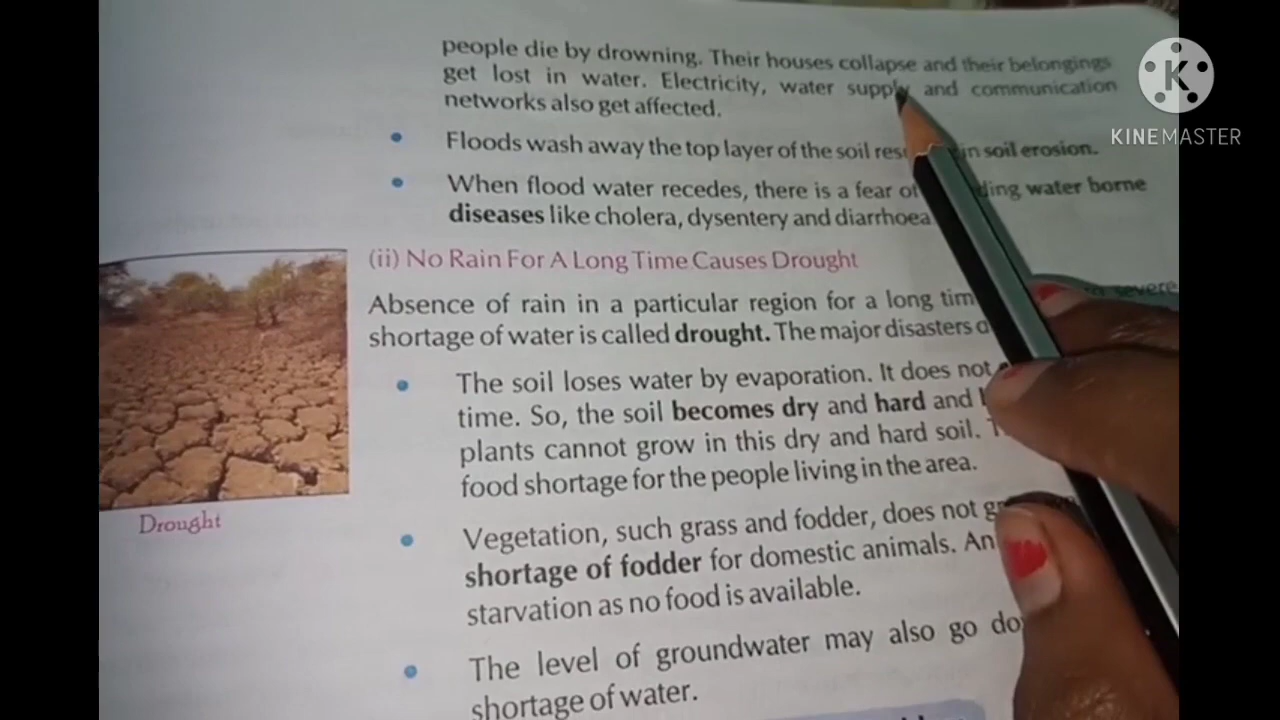 people die by drowning. Their houses collapse and their belongings
get lost in water. Electricity, water supply and communication
networks also get affected.
• Floods wash away the top layer of the soil in soil erosion.
• When flood water recedes, there is a fear of water borne
diseases like cholera, dysentery and diarrhoea
(ii) No Rain For A Long Time Causes Drought
Absence of rain in a particular region for a long severe
shortage of water is called drought. The major disasters
• The soil loses water by evaporation. It does not
time. So, the soil becomes dry and hard and
plants cannot grow in this dry and hard soil.
food shortage for the people living in the area.
• Vegetation, such grass and fodder, does not
shortage of fodder for domestic animals.
starvation as no food is available.
• The level of groundwater may also go
shortage of water.
Drought
K
KINEMASTER